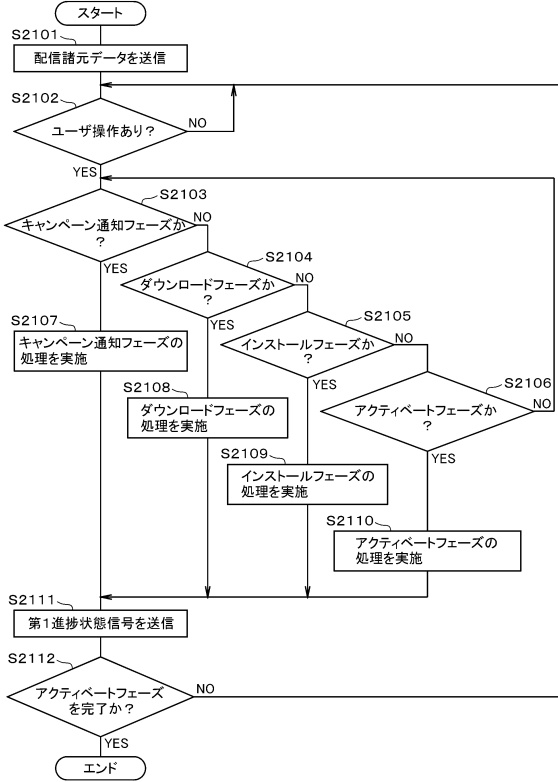 スタート
S2101
配信諸元データを送信
S2102
ユーザ操作あり？
NO
YES
S2103
キャンペーン通知フェーズか
？
NO
YES
S2104
ダウンロードフェーズか
？
NO
YES
S2105
インストールフェーズか
？
NO
YES
S2106
アクティベートフェーズか
？
NO
YES
S2107
キャンペーン通知フェーズの
処理を実施
S2108
ダウンロードフェーズの
処理を実施
S2109
インストールフェーズの
処理を実施
S2110
アクティベートフェーズの
処理を実施
S2111
第1進捗状態信号を送信
S2112
アクティベートフェーズ
を完了か？
NO
YES
エンド